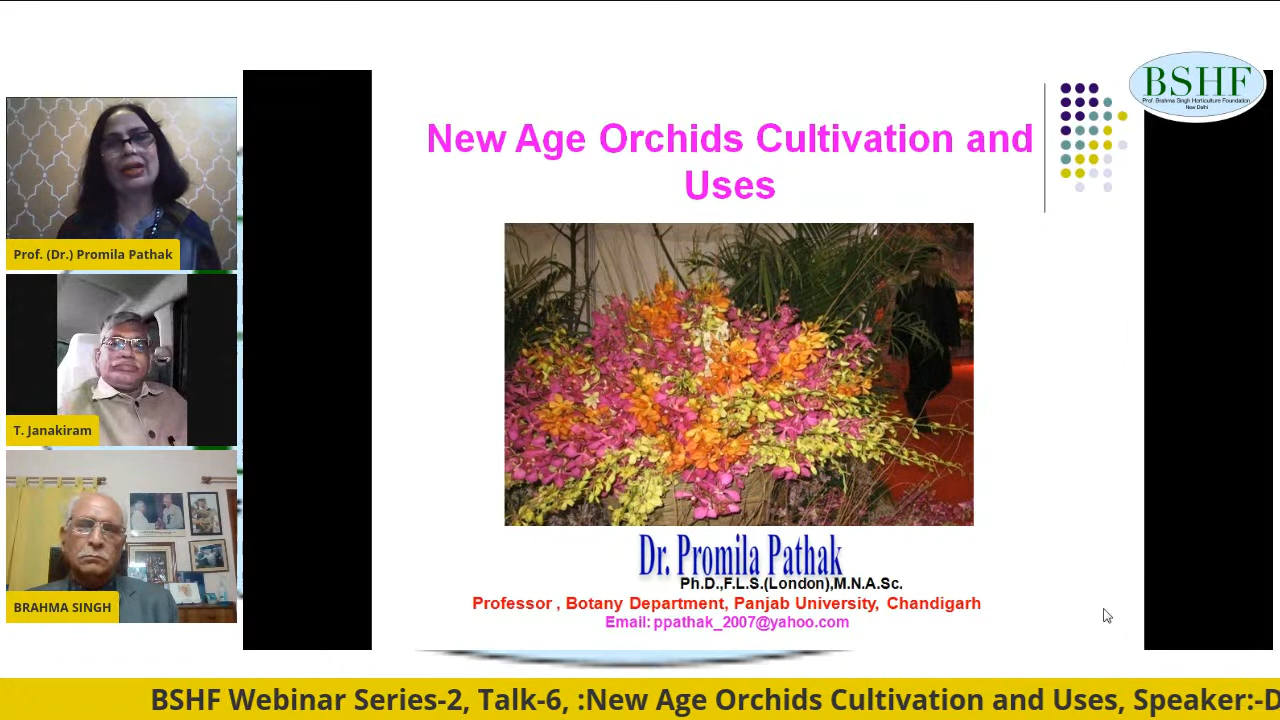 BSHF
Prof. Brahma Singh Horticulture Foundation
New Delhi
New Age Orchids Cultivation and
Uses
Prof. (Dr.) Promila Pathak
T. Janakiram
BRAHMA SINGH
Dr. Promila Pathak
Ph.D.,F.L.S.(London),M.N.A.Sc.
Professor , Botany Department, Panjab University, Chandigarh
Email: ppathak_2007@yahoo.com
BSHF Webinar Series-2, Talk-6, :New Age Orchids Cultivation and Uses, Speaker:-D